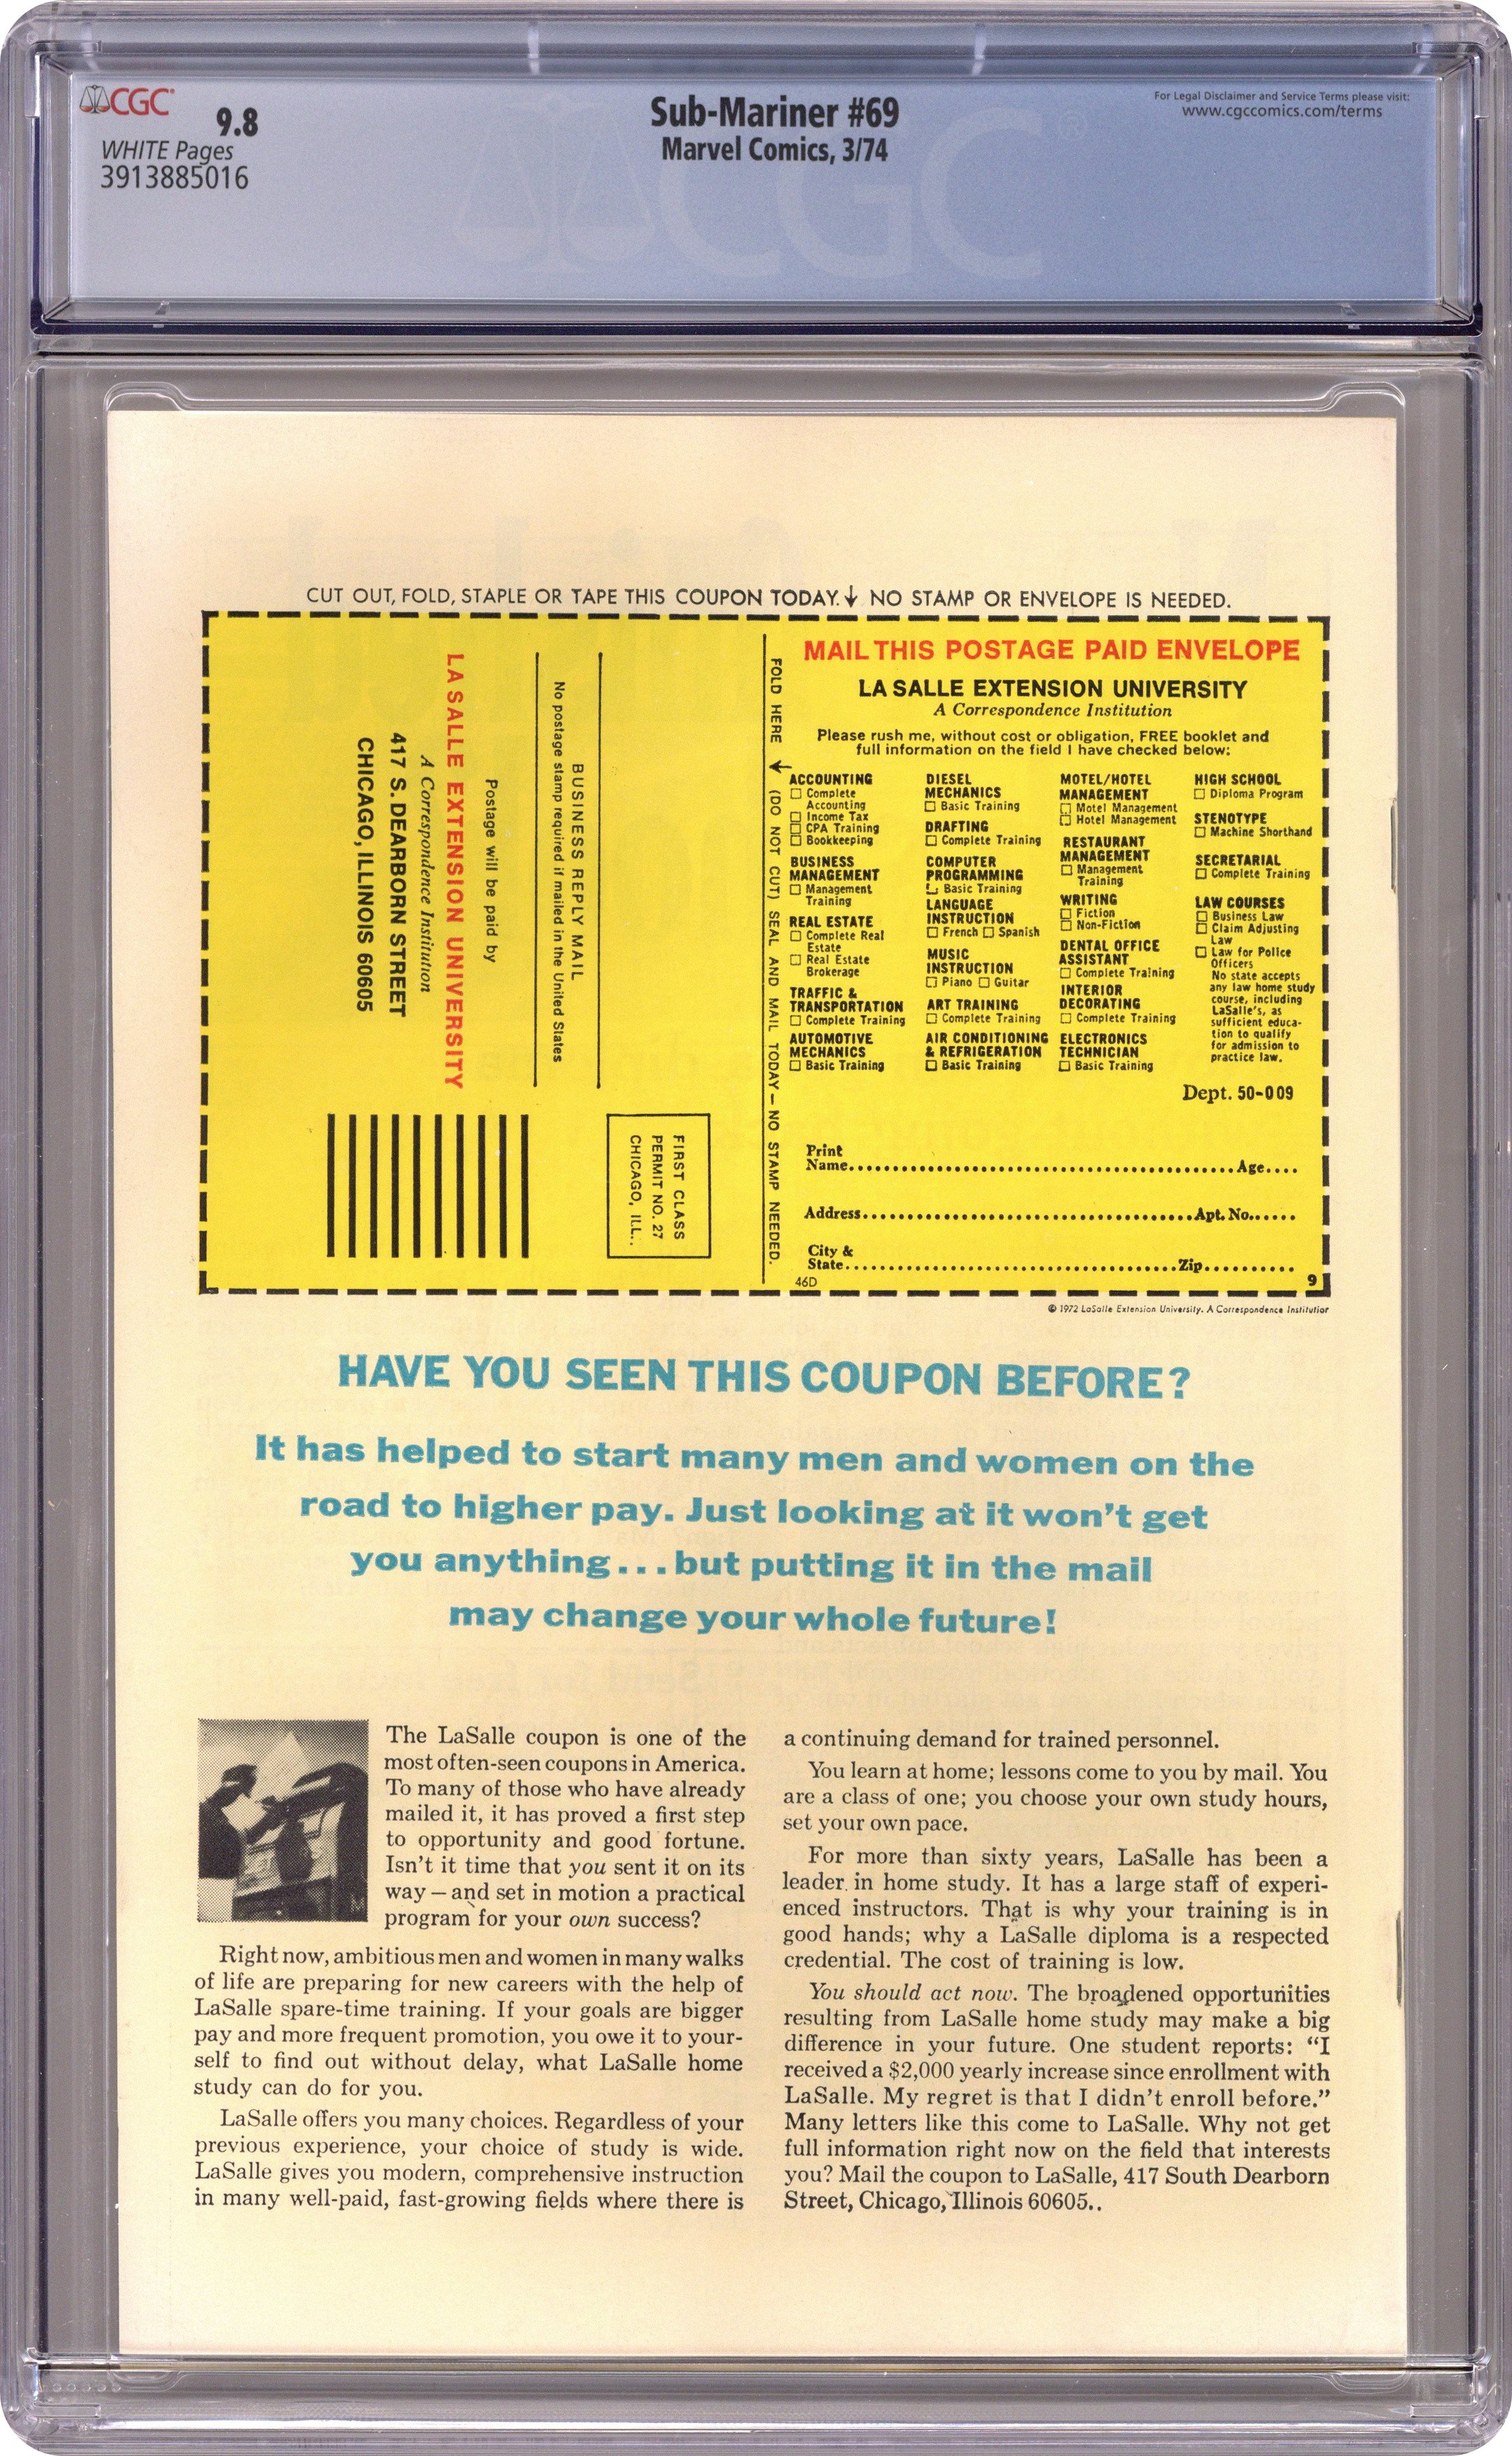 CGC
9.8
WHITE Pages
3913885016
Sub-Mariner #69
Marvel Comics, 3/74
For Legal Disclaimer and Service Terms please visit:
www.cgccomics.com/terms
CGC®
CUT OUT, FOLD, STAPLE OR TAPE THIS COUPON TODAY.↓ NO STAMP OR ENVELOPE IS NEEDED.
FIRST CLASS
PERMIT NO. 27
CHICAGO, ILL..
BUSINESS REPLY MAIL
No postage stamp required if mailed in the United States
Postage will be paid by
LA SALLE EXTENSION UNIVERSITY
A Correspondence Institution
417 S. DEARBORN STREET
CHICAGO, ILLINOIS 60605
FOLD HERE → (DO NOT CUT) SEAL AND MAIL TODAY — NO STAMP NEEDED.
MAIL THIS POSTAGE PAID ENVELOPE
LA SALLE EXTENSION UNIVERSITY
A Correspondence Institution
Please rush me, without cost or obligation, FREE booklet and
full information on the field I have checked below:
ACCOUNTING
☐ Complete
Accounting
☐ Income Tax
☐ CPA Training
☐ Bookkeeping
BUSINESS
MANAGEMENT
☐ Management
Training
REAL ESTATE
☐ Complete Real
Estate
☐ Real Estate
Brokerage
TRAFFIC &
TRANSPORTATION
☐ Complete Training
AUTOMOTIVE
MECHANICS
☐ Basic Training
DIESEL
MECHANICS
☐ Basic Training
DRAFTING
☐ Complete Training
COMPUTER
PROGRAMMING
☐ Basic Training
LANGUAGE
INSTRUCTION
☐ French ☐ Spanish
MUSIC
INSTRUCTION
☐ Piano ☐ Guitar
ART TRAINING
☐ Complete Training
AIR CONDITIONING
& REFRIGERATION
☐ Basic Training
MOTEL/HOTEL
MANAGEMENT
☐ Motel Management
☐ Hotel Management
RESTAURANT
MANAGEMENT
☐ Management
Training
WRITING
☐ Fiction
☐ Non-Fiction
DENTAL OFFICE
ASSISTANT
☐ Complete Training
INTERIOR
DECORATING
☐ Complete Training
ELECTRONICS
TECHNICIAN
☐ Basic Training
HIGH SCHOOL
☐ Diploma Program
STENOTYPE
☐ Machine Shorthand
SECRETARIAL
☐ Complete Training
LAW COURSES
☐ Business Law
☐ Claim Adjusting
Law
☐ Law for Police
Officers
No state accepts
any law home study
course, including
LaSalle's, as
sufficient educa-
tion to qualify
for admission to
practice law.
Dept. 50-009
Print
Name.......... Age....
Address.......... Apt. No......
City &
State.......... Zip..........
46D 9
© 1972 LaSalle Extension University. A Correspondence Institution
HAVE YOU SEEN THIS COUPON BEFORE?
It has helped to start many men and women on the
road to higher pay. Just looking at it won't get
you anything...but putting it in the mail
may change your whole future!
The LaSalle coupon is one of the
most often-seen coupons in America.
To many of those who have already
mailed it, it has proved a first step
to opportunity and good fortune.
Isn't it time that you sent it on its
way — and set in motion a practical
program for your own success?
Right now, ambitious men and women in many walks
of life are preparing for new careers with the help of
LaSalle spare-time training. If your goals are bigger
pay and more frequent promotion, you owe it to your-
self to find out without delay, what LaSalle home
study can do for you.
LaSalle offers you many choices. Regardless of your
previous experience, your choice of study is wide.
LaSalle gives you modern, comprehensive instruction
in many well-paid, fast-growing fields where there is
a continuing demand for trained personnel.
You learn at home; lessons come to you by mail. You
are a class of one; you choose your own study hours,
set your own pace.
For more than sixty years, LaSalle has been a
leader in home study. It has a large staff of experi-
enced instructors. That is why your training is in
good hands; why a LaSalle diploma is a respected
credential. The cost of training is low.
You should act now. The broadened opportunities
resulting from LaSalle home study may make a big
difference in your future. One student reports: “I
received a $2,000 yearly increase since enrollment with
LaSalle. My regret is that I didn't enroll before.”
Many letters like this come to LaSalle. Why not get
full information right now on the field that interests
you? Mail the coupon to LaSalle, 417 South Dearborn
Street, Chicago, Illinois 60605..